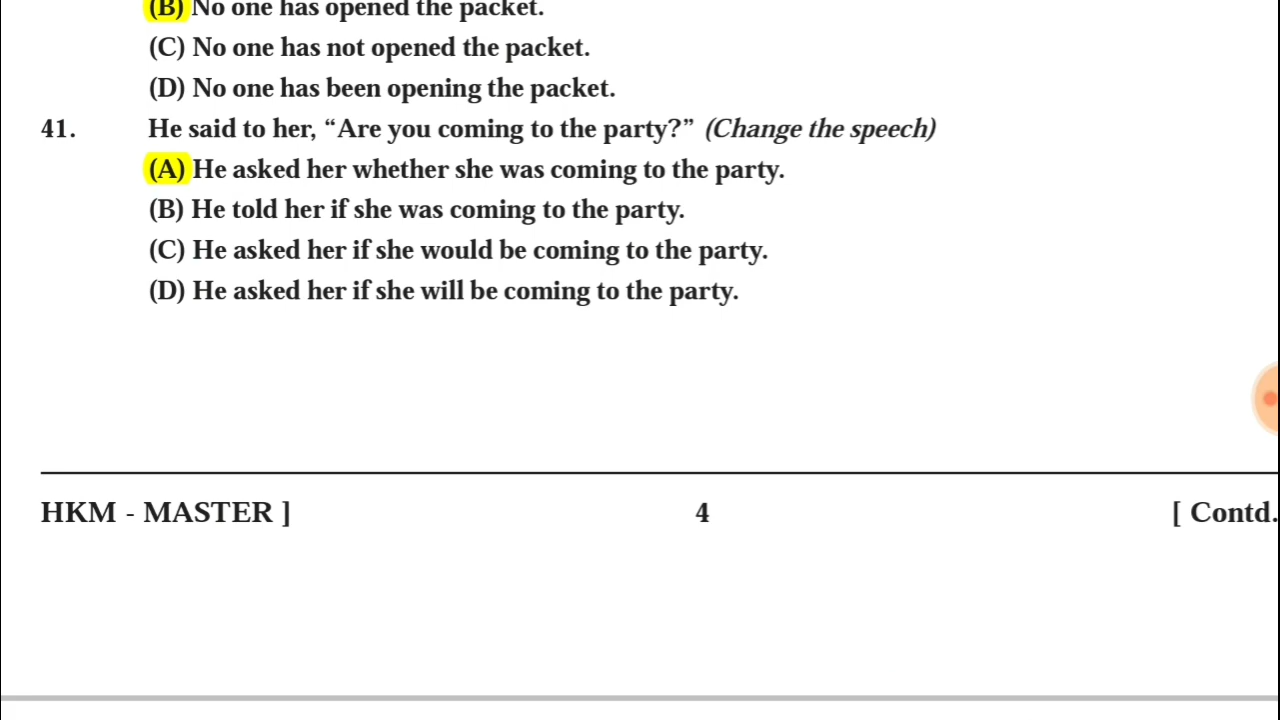 (B) No one has opened the packet.
(C) No one has not opened the packet.
(D) No one has been opening the packet.
41. He said to her, “Are you coming to the party?” (Change the speech)
(A) He asked her whether she was coming to the party.
(B) He told her if she was coming to the party.
(C) He asked her if she would be coming to the party.
(D) He asked her if she will be coming to the party.
HKM - MASTER ] 4 [ Contd.